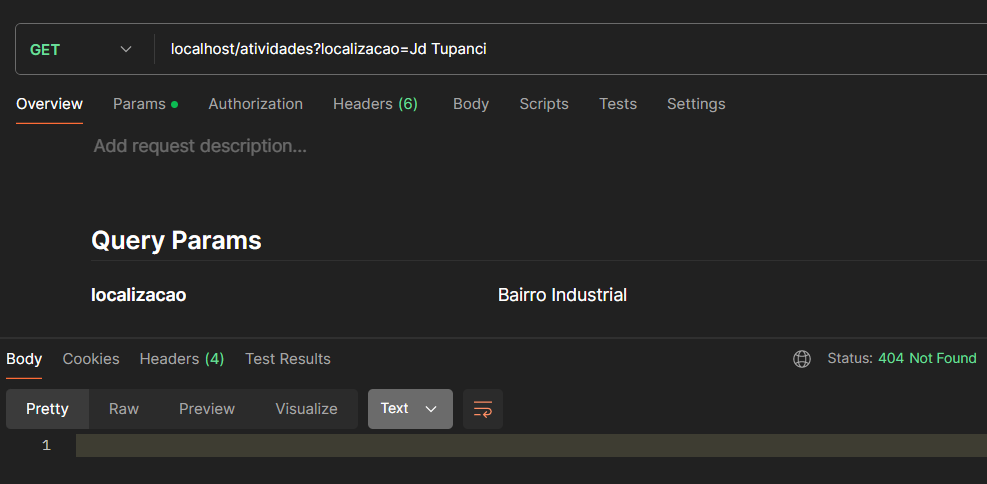 GET localhost/atividades?localizacao=Jd Tupanci
Overview Params Authorization Headers (6) Body Scripts Tests Settings
Add request description...
Query Params
localizacao Bairro Industrial
Body Cookies Headers (4) Test Results Status: 404 Not Found
Pretty Raw Preview Visualize Text
1